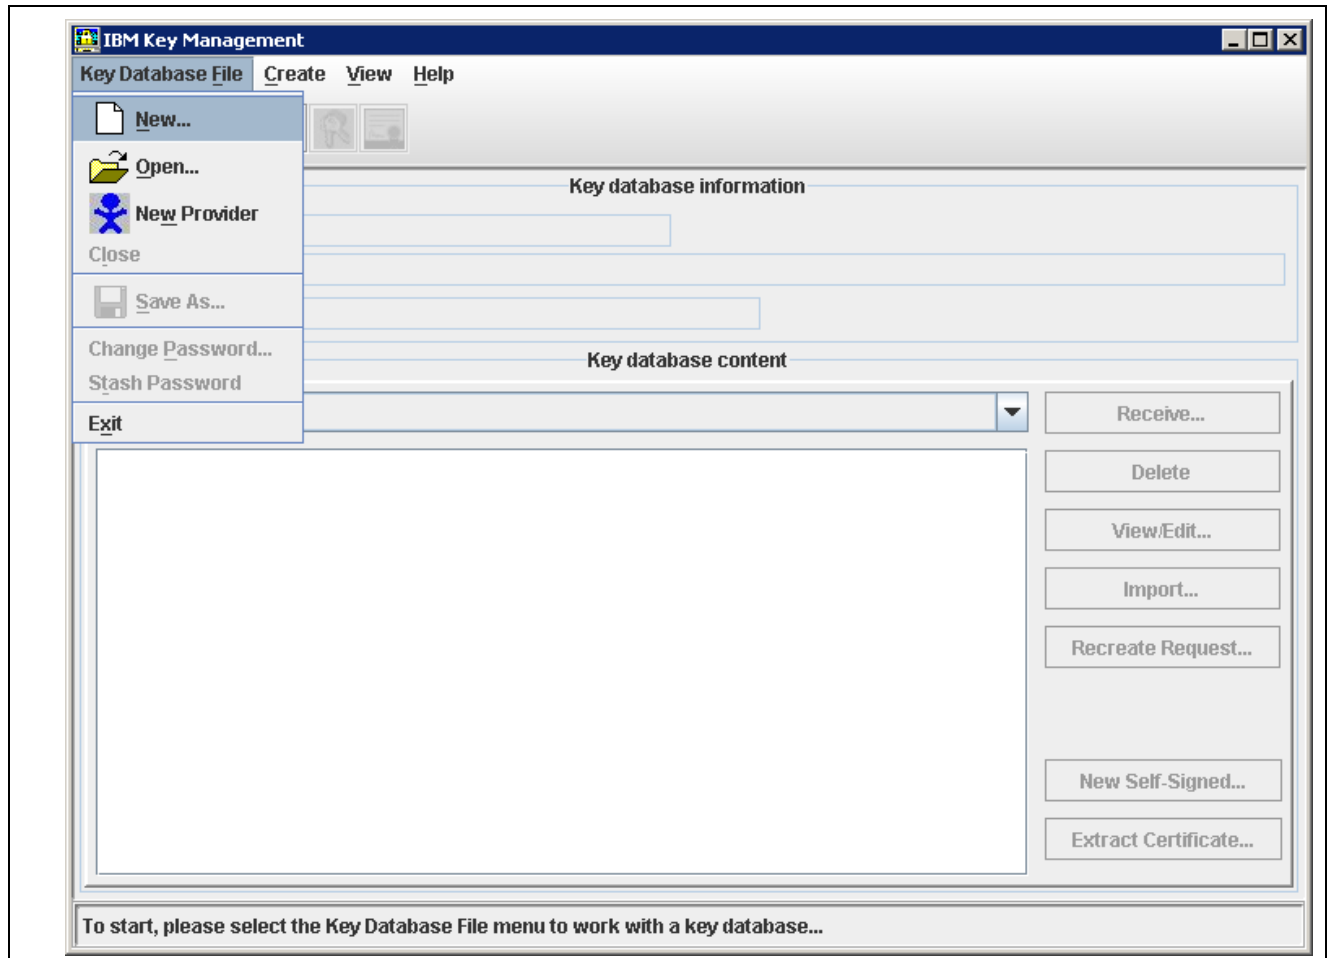 IBM Key Management
Key Database File Create View Help
New...
Open...
New Provider
Close
Save As...
Change Password...
Stash Password
Exit
Key database information
Key database content
Receive...
Delete
View/Edit...
Import...
Recreate Request...
New Self-Signed...
Extract Certificate...
To start, please select the Key Database File menu to work with a key database...